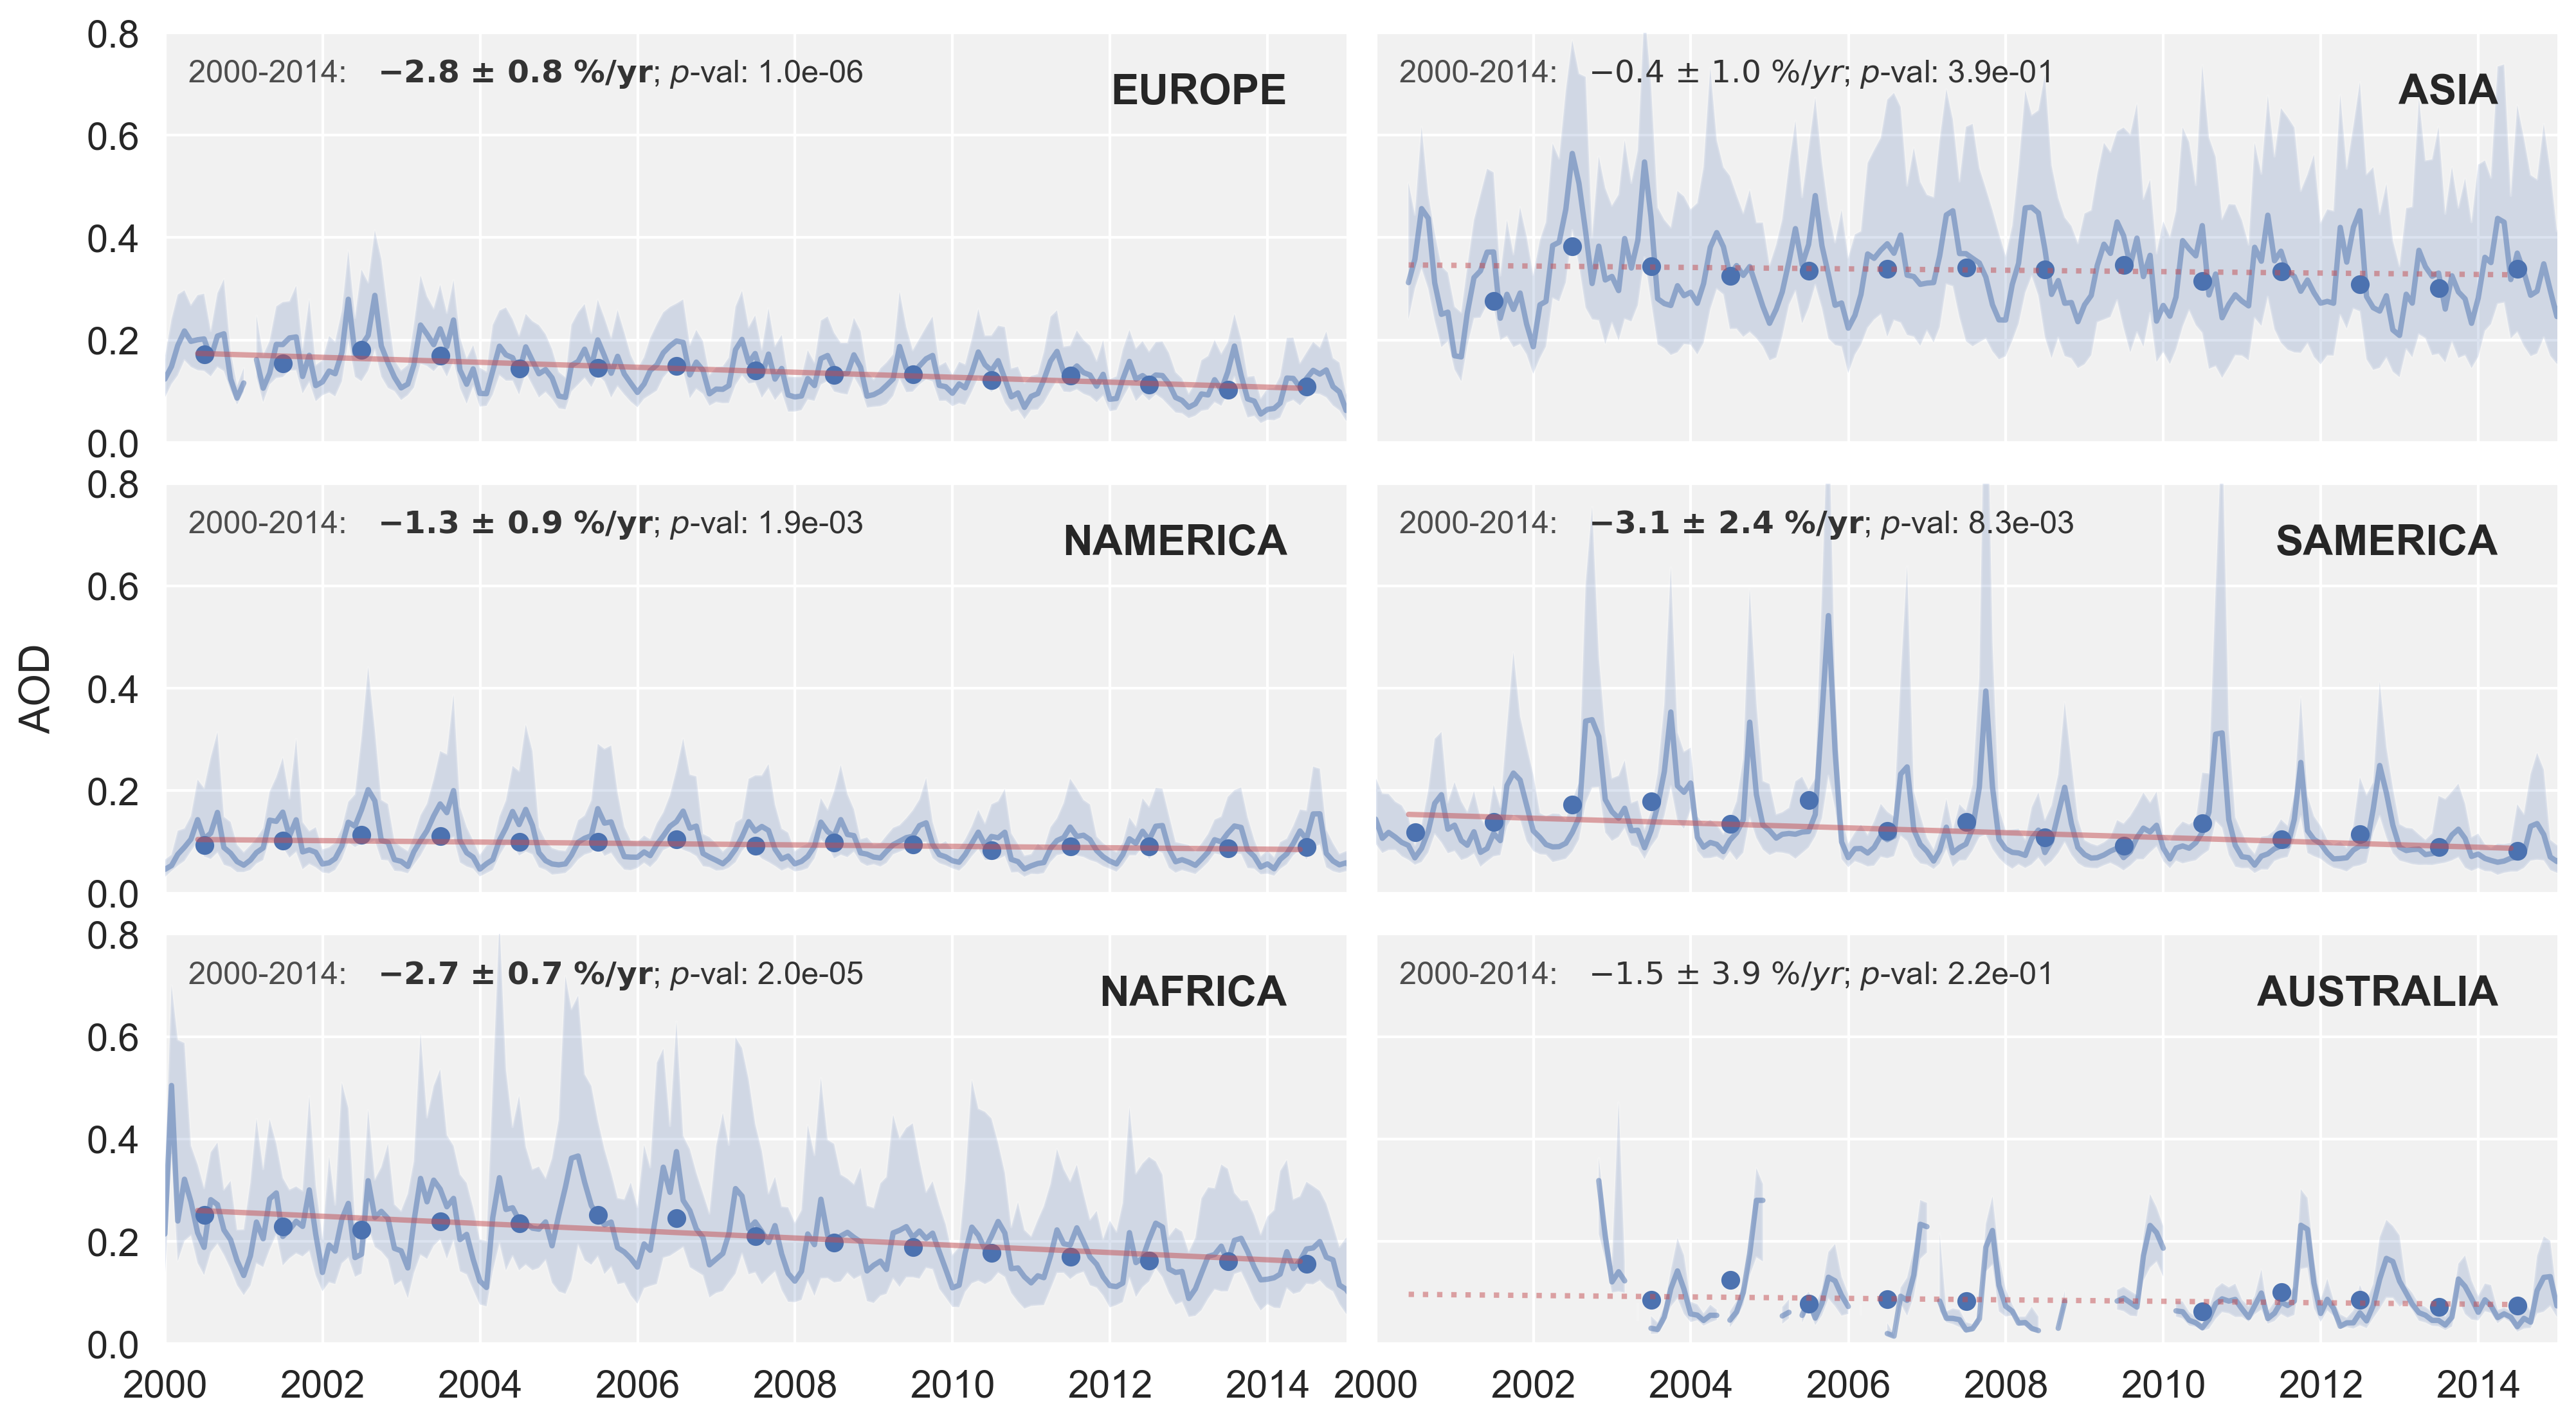 0.8
0.6
0.4
0.2
0.0
2000-2014: −2.8 ± 0.8 %/yr; p-val: 1.0e-06
EUROPE
2000-2014: −0.4 ± 1.0 %/yr; p-val: 3.9e-01
ASIA
AOD
0.8
0.6
0.4
0.2
0.0
2000-2014: −1.3 ± 0.9 %/yr; p-val: 1.9e-03
NAMERICA
2000-2014: −3.1 ± 2.4 %/yr; p-val: 8.3e-03
SAMERICA
0.8
0.6
0.4
0.2
0.0
2000-2014: −2.7 ± 0.7 %/yr; p-val: 2.0e-05
NAFRICA
2000-2014: −1.5 ± 3.9 %/yr; p-val: 2.2e-01
AUSTRALIA
2000 2002 2004 2006 2008 2010 2012 2014
2000 2002 2004 2006 2008 2010 2012 2014